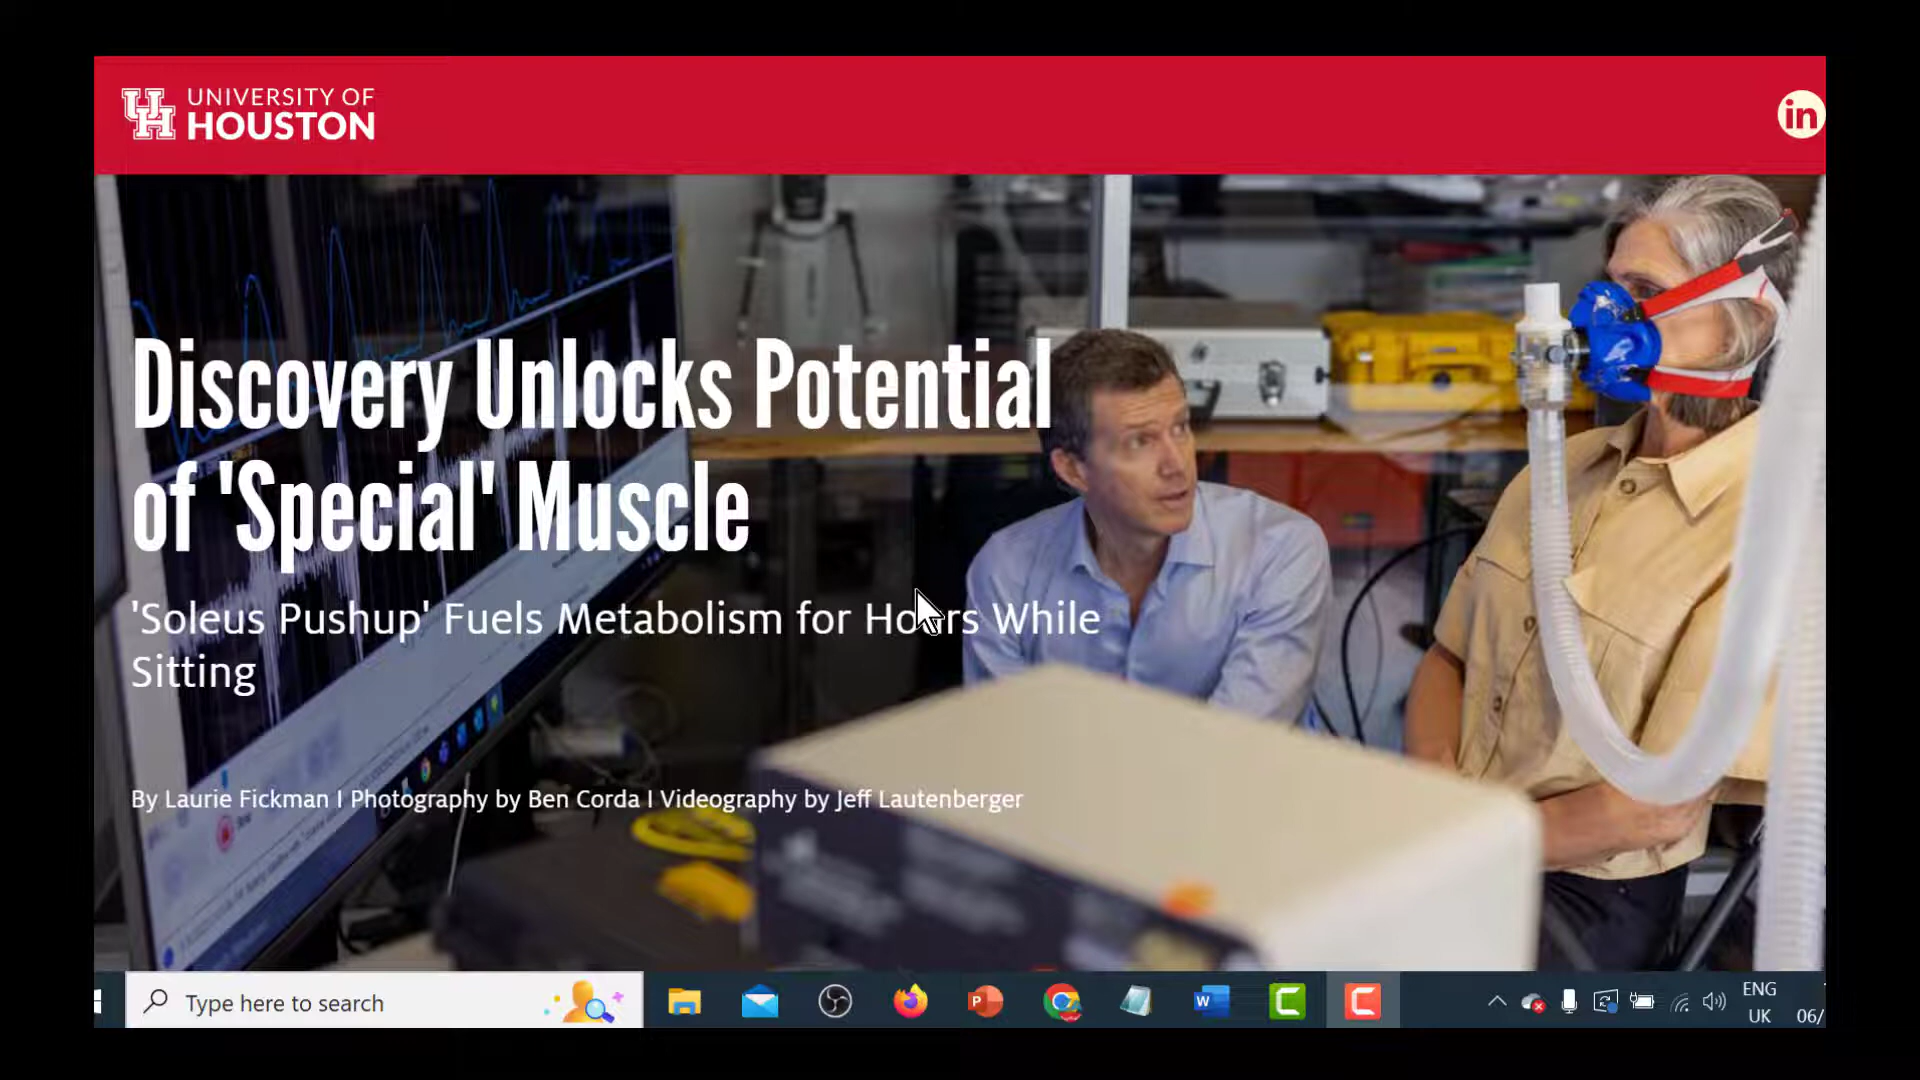 UNIVERSITY OF
HOUSTON
in
Discovery Unlocks Potential
of 'Special' Muscle
'Soleus Pushup' Fuels Metabolism for Hours While
Sitting
By Laurie Fickman I Photography by Ben Corda I Videography by Jeff Lautenberger
Type here to search
ENG
UK
06/